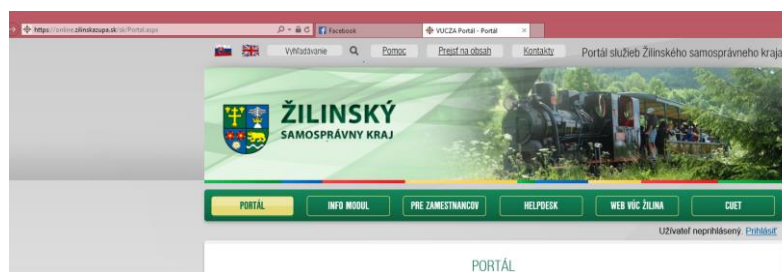 https://online.zilinskazupa.sk/sk/Portal.aspx Facebook VUCZA Portál - Portál
Vyhľadávanie Pomoc Prejsť na obsah Kontakty Portál služieb Žilinského samosprávneho kraja
ŽILINSKÝ
SAMOSPRÁVNY KRAJ
PORTÁL INFO MODUL PRE ZAMESTNANCOV HELPDESK WEB VÚC ŽILINA CUET
Užívateľ neprihlásený. Prihlásiť
PORTÁL